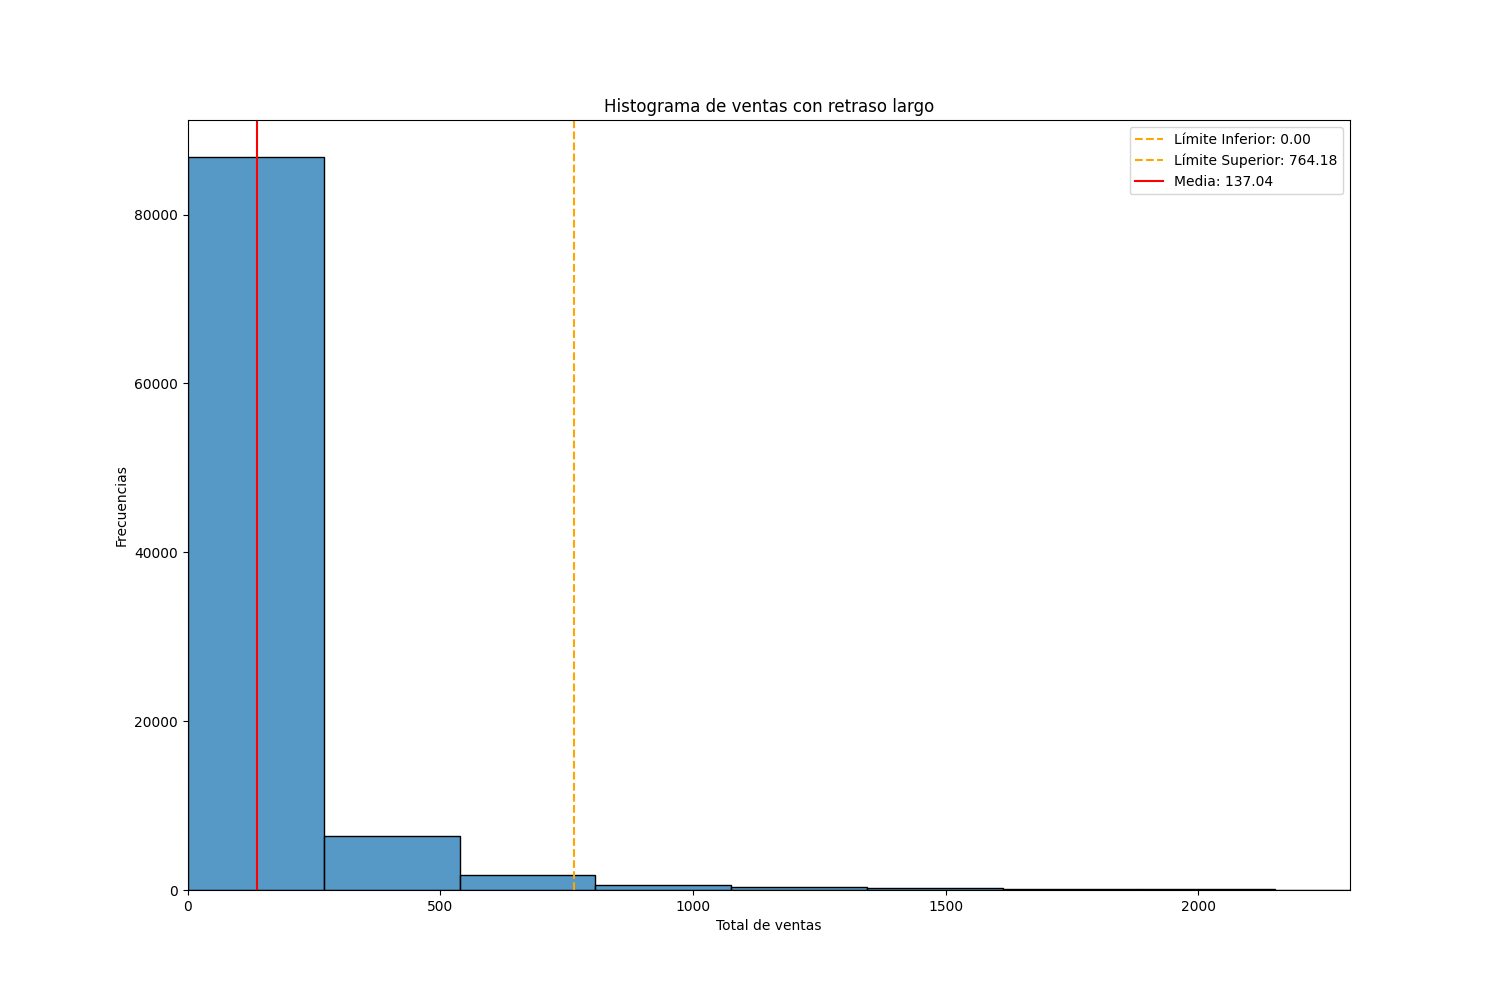 Histograma de ventas con retraso largo
Límite Inferior: 0.00
Límite Superior: 764.18
Media: 137.04
80000
60000
40000
20000
0
Frecuencias
0 500 1000 1500 2000
Total de ventas